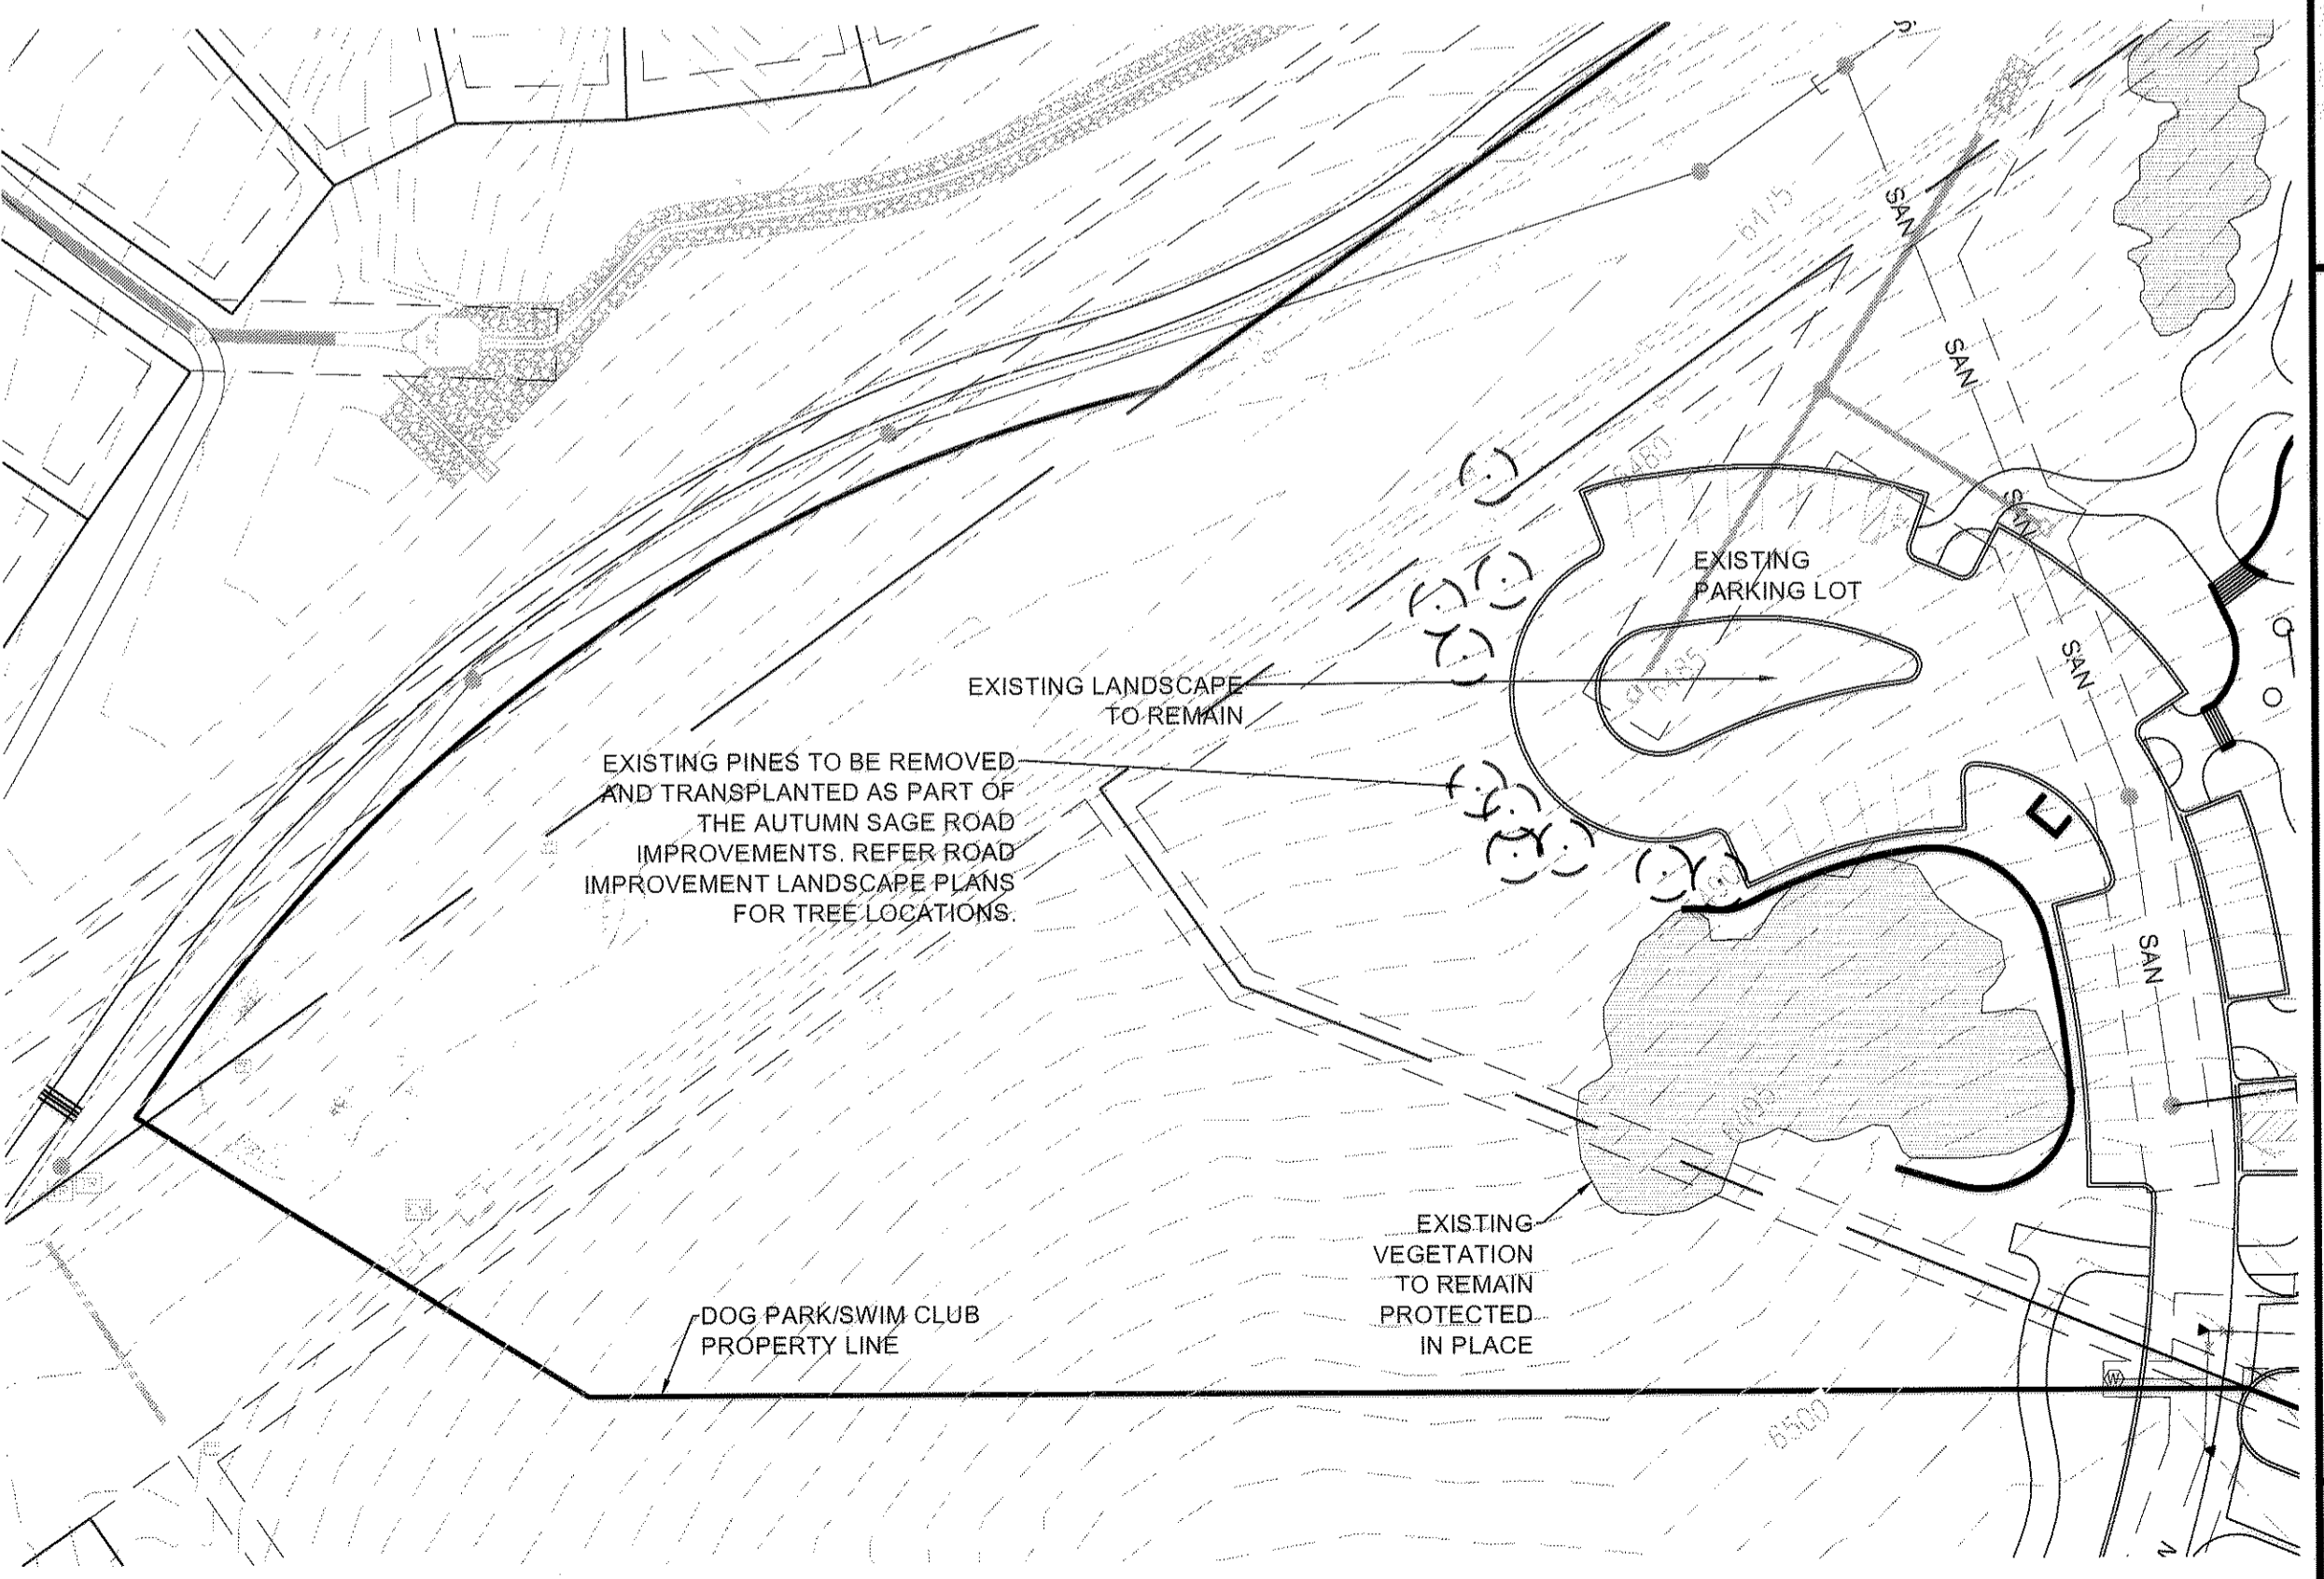 SAN
6475
SAN
6480
SAN
EXISTING
PARKING LOT
SAN
6485
EXISTING LANDSCAPE
TO REMAIN
EXISTING PINES TO BE REMOVED
AND TRANSPLANTED AS PART OF
THE AUTUMN SAGE ROAD
IMPROVEMENTS. REFER ROAD
IMPROVEMENT LANDSCAPE PLANS
FOR TREE LOCATIONS.
SAN
6495
EXISTING
VEGETATION
TO REMAIN
PROTECTED
IN PLACE
DOG PARK/SWIM CLUB
PROPERTY LINE
W
6500